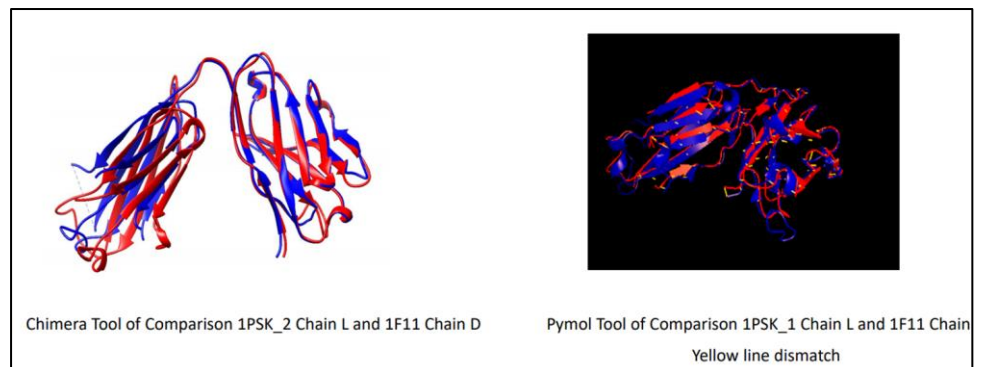 Chimera Tool of Comparison 1PSK_2 Chain L and 1F11 Chain D
Pymol Tool of Comparison 1PSK_1 Chain L and 1F11 Chain
Yellow line dismatch